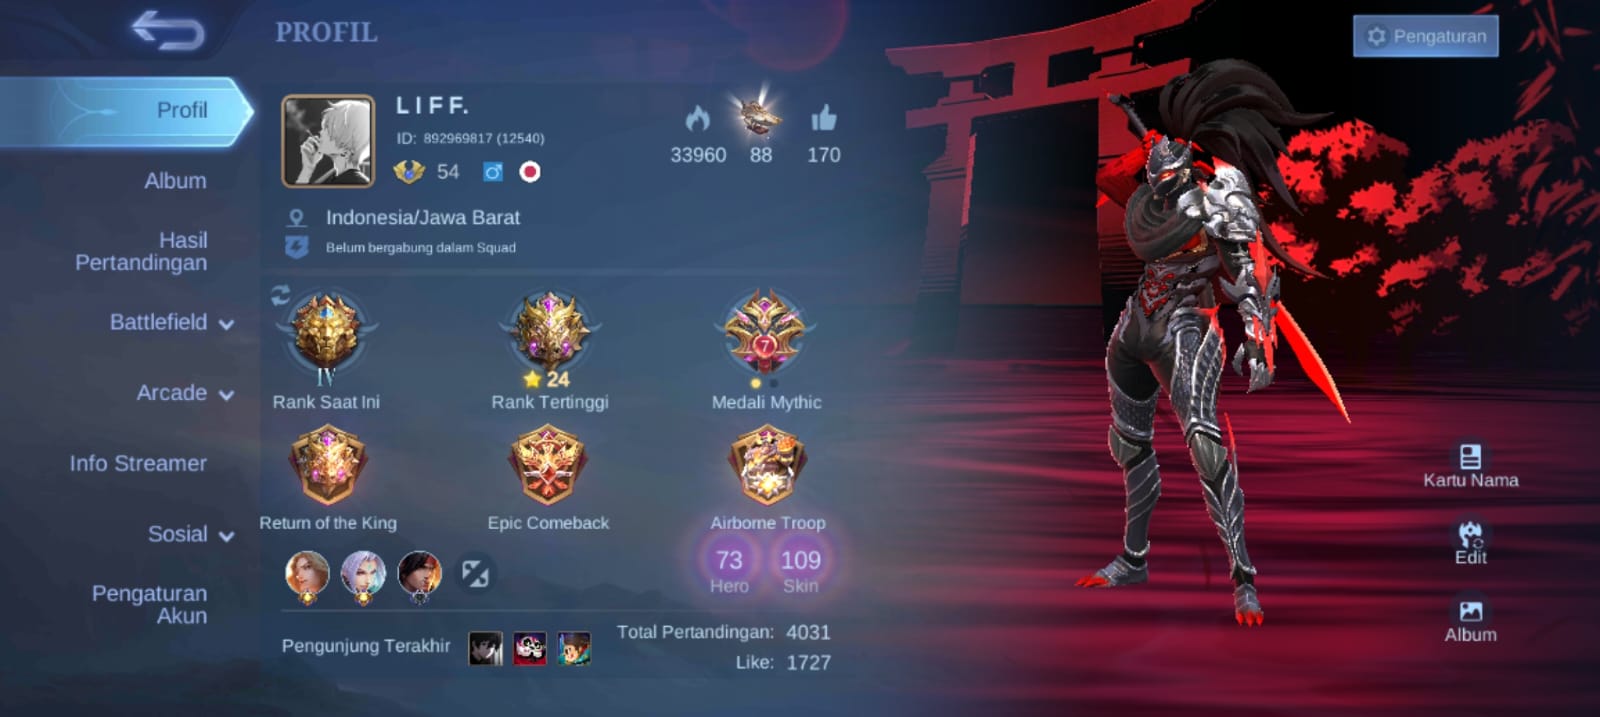 PROFIL
Pengaturan
Profil
Album
Hasil
Pertandingan
Battlefield
Arcade
Info Streamer
Sosial
Pengaturan
Akun
L I F F.
ID: 892969817 (12540)
54
33960
88
170
Indonesia/Jawa Barat
Belum bergabung dalam Squad
IV
Rank Saat Ini
24
Rank Tertinggi
7
Medali Mythic
Return of the King
Epic Comeback
Airborne Troop
73
Hero
109
Skin
Pengunjung Terakhir
Total Pertandingan: 4031
Like: 1727
Kartu Nama
Edit
Album